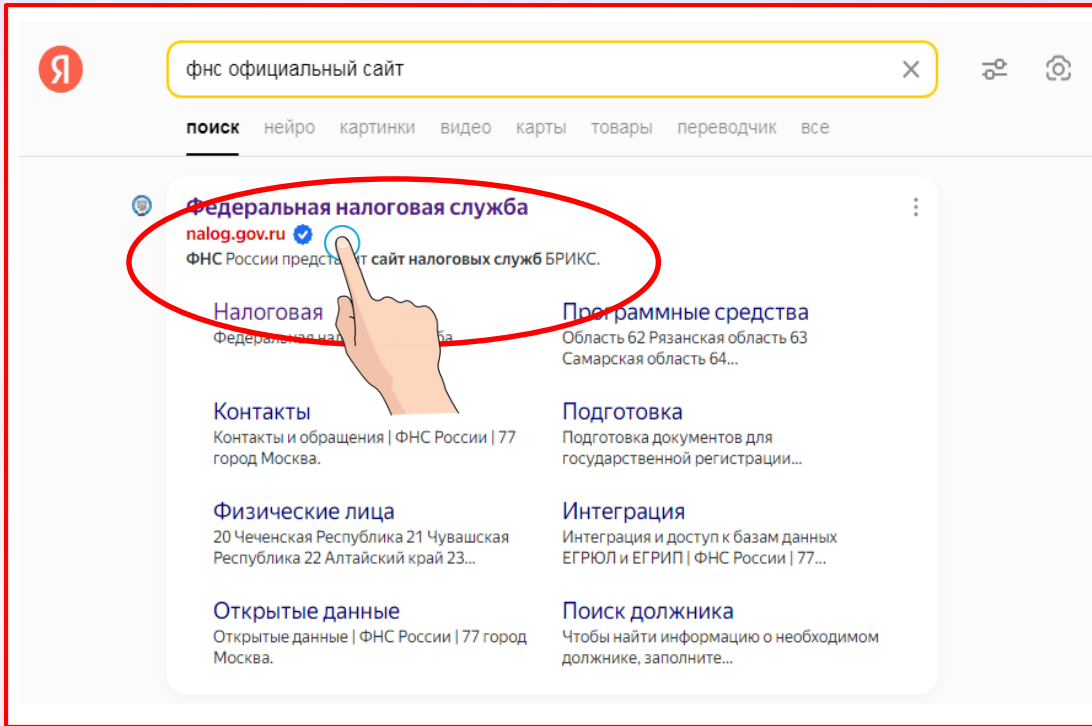 Я
фнс официальный сайт
поиск нейро картинки видео карты товары переводчик все
Федеральная налоговая служба
nalog.gov.ru
ФНС России сайт налоговых служб БРИКС.
Налоговая
Федеральная
Программные средства
Область 62 Рязанская область 63
Самарская область 64...
Контакты
Контакты и обращения | ФНС России | 77
город Москва.
Подготовка
Подготовка документов для
государственной регистрации...
Физические лица
20 Чеченская Республика 21 Чувашская
Республика 22 Алтайский край 23...
Интеграция
Интеграция и доступ к базам данных
ЕГРЮЛ и ЕГРИП | ФНС России | 77...
Открытые данные
Открытые данные | ФНС России | 77 город
Москва.
Поиск должника
Чтобы найти информацию о необходимом
должнике, заполните...